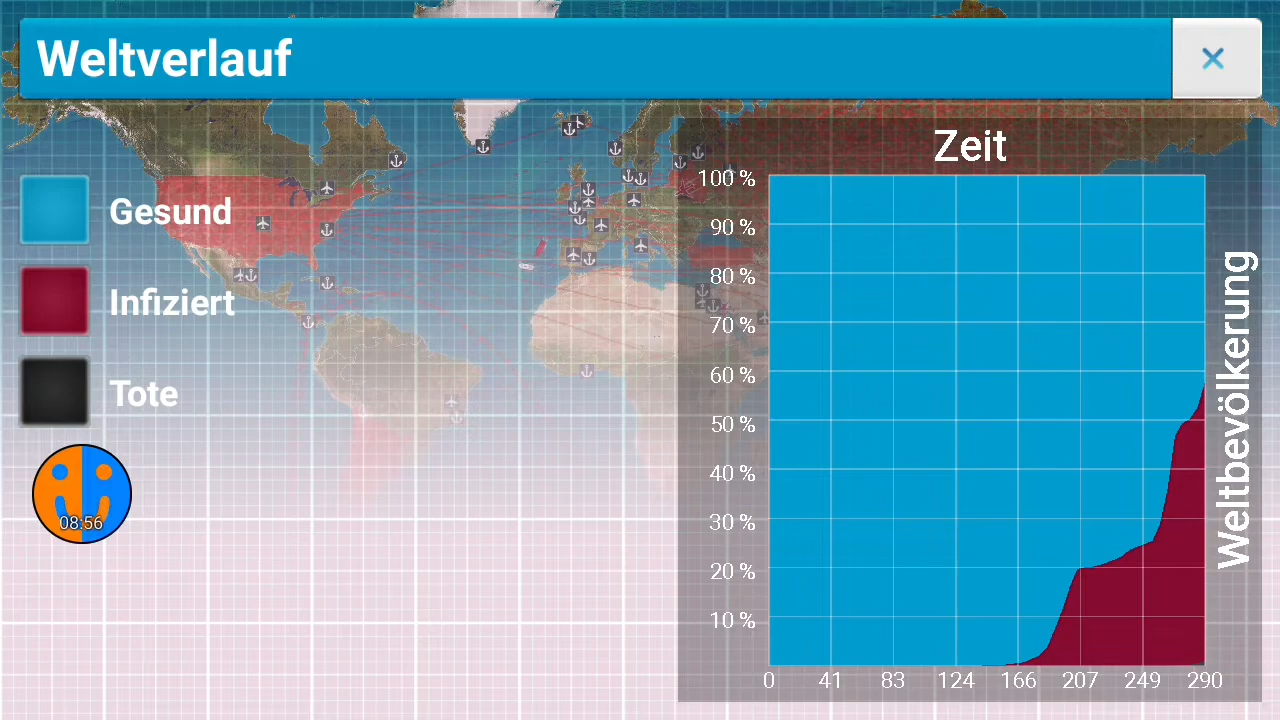 Weltverlauf
Gesund
Infiziert
Tote
08:56
Zeit
100 %
90 %
80 %
70 %
60 %
50 %
40 %
30 %
20 %
10 %
0 41 83 124 166 207 249 290
Weltbevölkerung